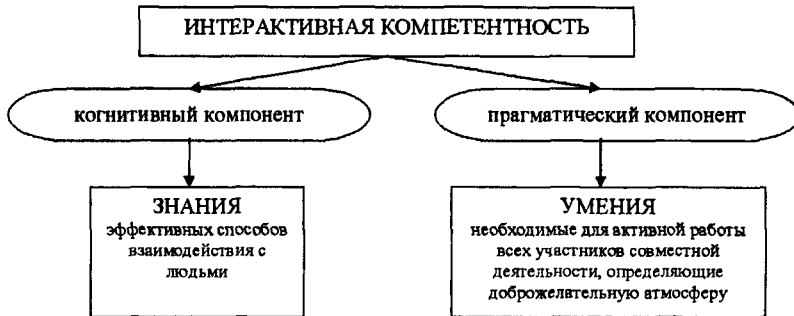 ИНТЕРАКТИВНАЯ КОМПЕТЕНТНОСТЬ
когнитивный компонент
прагматический компонент
ЗНАНИЯ
эффективных способов
взаимодействия с
людьми
УМЕНИЯ
необходимые для активной работы
всех участников совместной
деятельности, определяющие
доброжелательную атмосферу